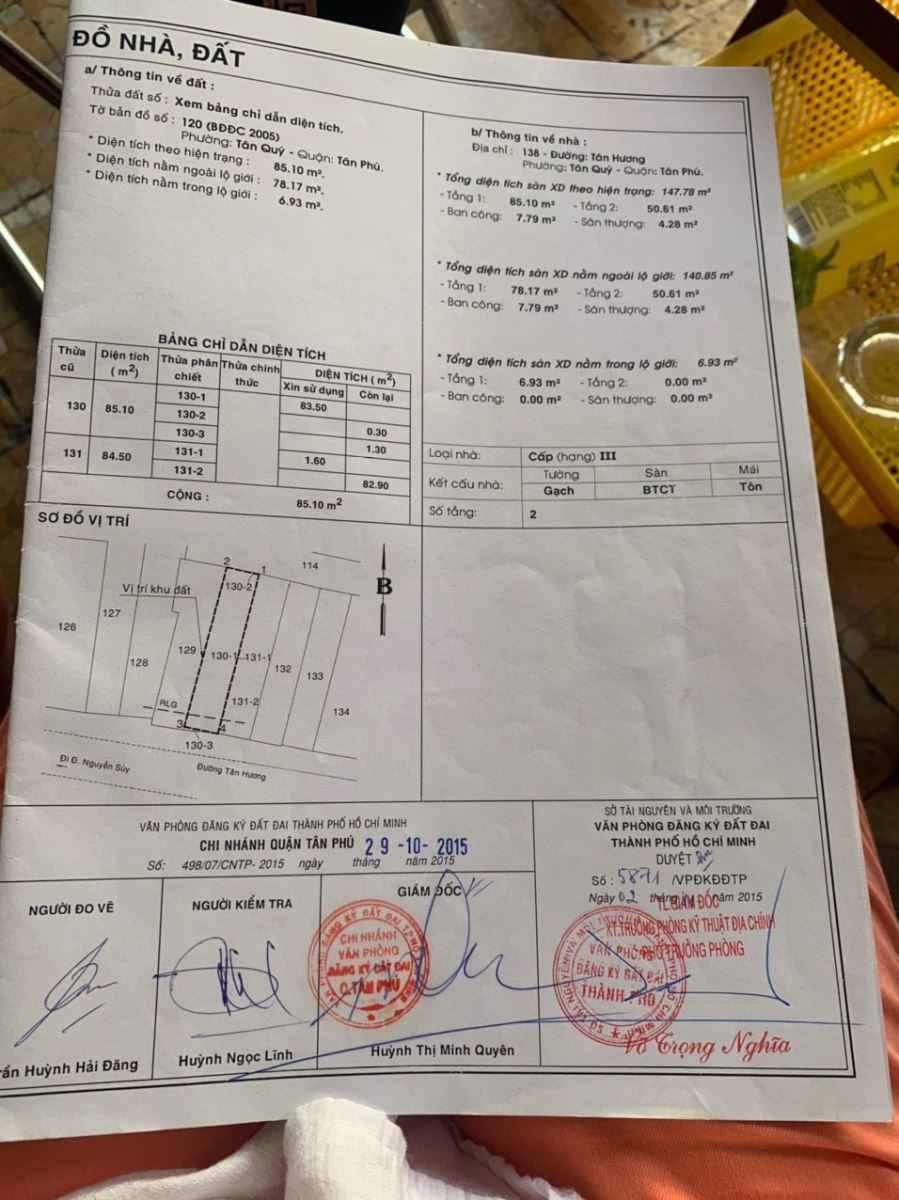 ĐỒ NHÀ, ĐẤT
a/ Thông tin về đất :
Thửa đất số : Xem bảng chỉ dẫn diện tích.
Tờ bản đồ số : 120 (BĐĐC 2005)
Phường: Tân Quý - Quận: Tân Phú.
* Diện tích theo hiện trạng : 85.10 m².
* Diện tích nằm ngoài lộ giới : 78.17 m².
* Diện tích nằm trong lộ giới : 6.93 m².
b/ Thông tin về nhà :
Địa chỉ : 138 - Đường: Tân Hương
Phường: Tân Quý - Quận: Tân Phú.
* Tổng diện tích sàn XD theo hiện trạng: 147.78 m²
- Tầng 1: 85.10 m² - Tầng 2: 50.61 m²
- Ban công: 7.79 m² - Sân thượng: 4.28 m²
* Tổng diện tích sàn XD nằm ngoài lộ giới: 140.85 m²
- Tầng 1: 78.17 m² - Tầng 2: 50.61 m²
- Ban công: 7.79 m² - Sân thượng: 4.28 m²
* Tổng diện tích sàn XD nằm trong lộ giới: 6.93 m²
- Tầng 1: 6.93 m² - Tầng 2: 0.00 m²
- Ban công: 0.00 m² - Sân thượng: 0.00 m²
Loại nhà: Cấp (hạng) III
Kết cấu nhà: Tường Sàn Mái
Gạch BTCT Tôn
Số tầng: 2
BẢNG CHỈ DẪN DIỆN TÍCH
Thửa cũ Diện tích (m²) Thửa phân chiết Thửa chính thức DIỆN TÍCH (m²)
Xin sử dụng Còn lại
130 85.10 130-1 83.50
130-2
130-3 0.30
131 84.50 131-1 1.60 1.30
131-2 82.90
CỘNG : 85.10 m²
SƠ ĐỒ VỊ TRÍ
2 1 114
130-2
B
Vị trí khu đất
126 127 128 129 130-1 131-1 132 133 134
131-2
RLG
3 4
130-3
Đi Đ. Nguyễn Súy
Đường Tân Hương
VĂN PHÒNG ĐĂNG KÝ ĐẤT ĐAI THÀNH PHỐ HỒ CHÍ MINH
CHI NHÁNH QUẬN TÂN PHÚ 29 -10- 2015
Số: 498/07/CNTP- 2015 ngày tháng năm 2015
NGƯỜI ĐO VẼ
NGƯỜI KIỂM TRA
GIÁM ĐỐC
CHI NHÁNH
VĂN PHÒNG
ĐĂNG KÝ ĐẤT ĐAI
Q.TÂN PHÚ
rần Huỳnh Hải Đăng
Huỳnh Ngọc Lĩnh
Huỳnh Thị Minh Quyên
SỞ TÀI NGUYÊN VÀ MÔI TRƯỜNG
VĂN PHÒNG ĐĂNG KÝ ĐẤT ĐAI
THÀNH PHỐ HỒ CHÍ MINH
DUYỆT
Số : 5871 /VPĐKĐĐTP
Ngày 02 tháng năm 2015
TL.GIÁM ĐỐC
KT.TRƯỞNG PHÒNG KỸ THUẬT ĐỊA CHÍNH
PHÓ TRƯỞNG PHÒNG
VĂN PHÒNG
ĐĂNG KÝ ĐẤT ĐAI
THÀNH PHỐ
Võ Trọng Nghĩa